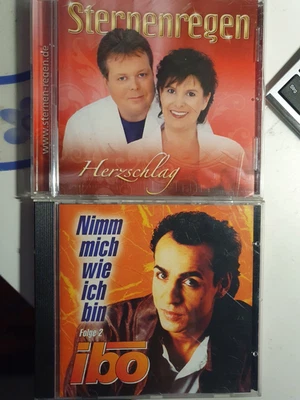 Sternenregen
www.sternen-regen.de
Herzschlag
Nimm
mich
wie
ich
bin
Folge 2
ibo